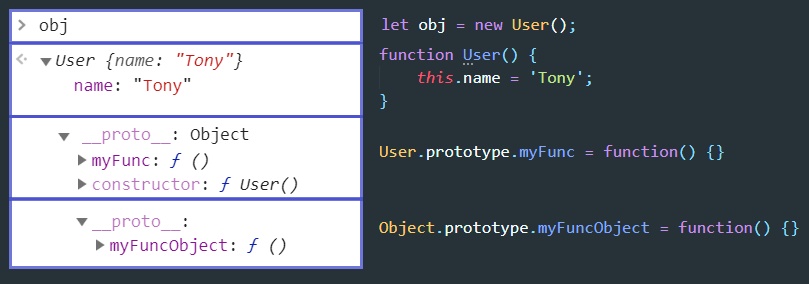 > obj
User {name: "Tony"}
name: "Tony"
__proto__: Object
myFunc: ƒ ()
constructor: ƒ User()
__proto__:
myFuncObject: ƒ ()
let obj = new User();
function User() {
this.name = 'Tony';
}
User.prototype.myFunc = function() {}
Object.prototype.myFuncObject = function() {}